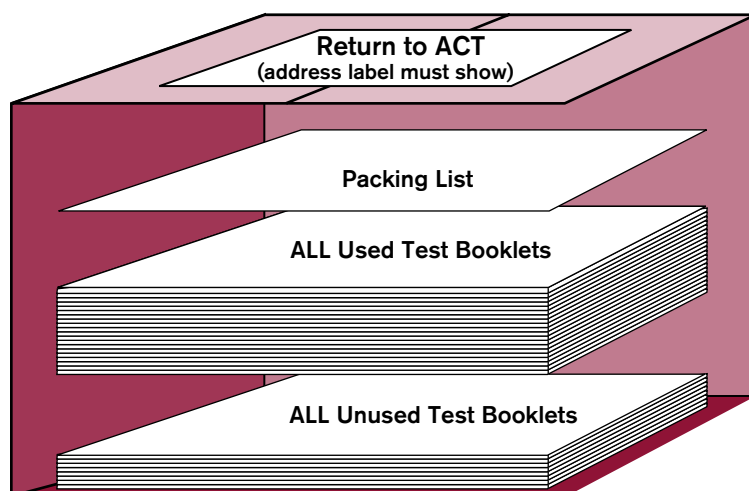 Return to ACT
(address label must show)
Packing List
ALL Used Test Booklets
ALL Unused Test Booklets